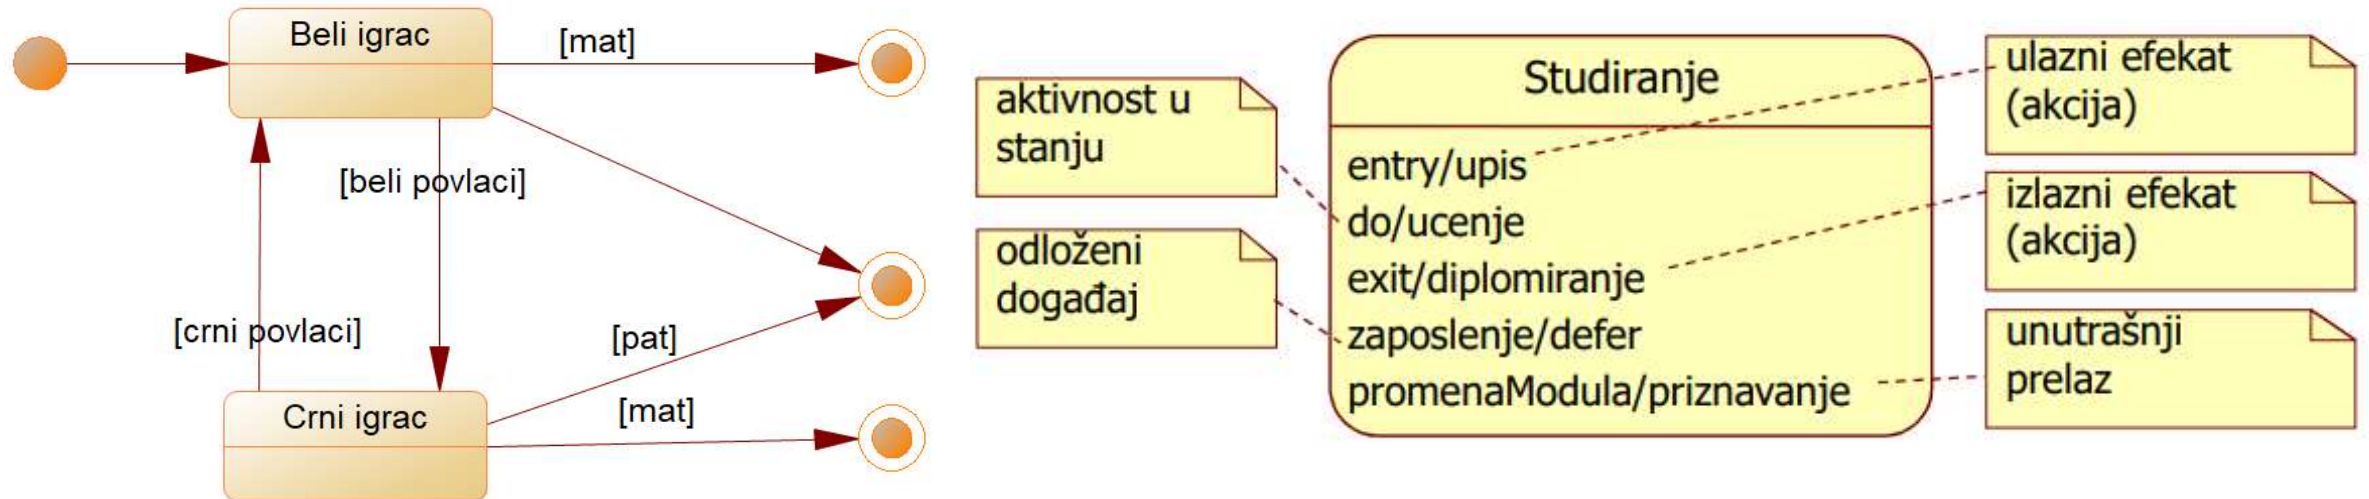 Beli igrac
[mat]
[beli povlaci]
[crni povlaci]
[pat]
Crni igrac
[mat]
aktivnost u
stanju
odloženi
događaj
Studiranje
entry/upis
do/ucenje
exit/diplomiranje
zaposlenje/defer
promenaModula/priznavanje
ulazni efekat
(akcija)
izlazni efekat
(akcija)
unutrašnji
prelaz